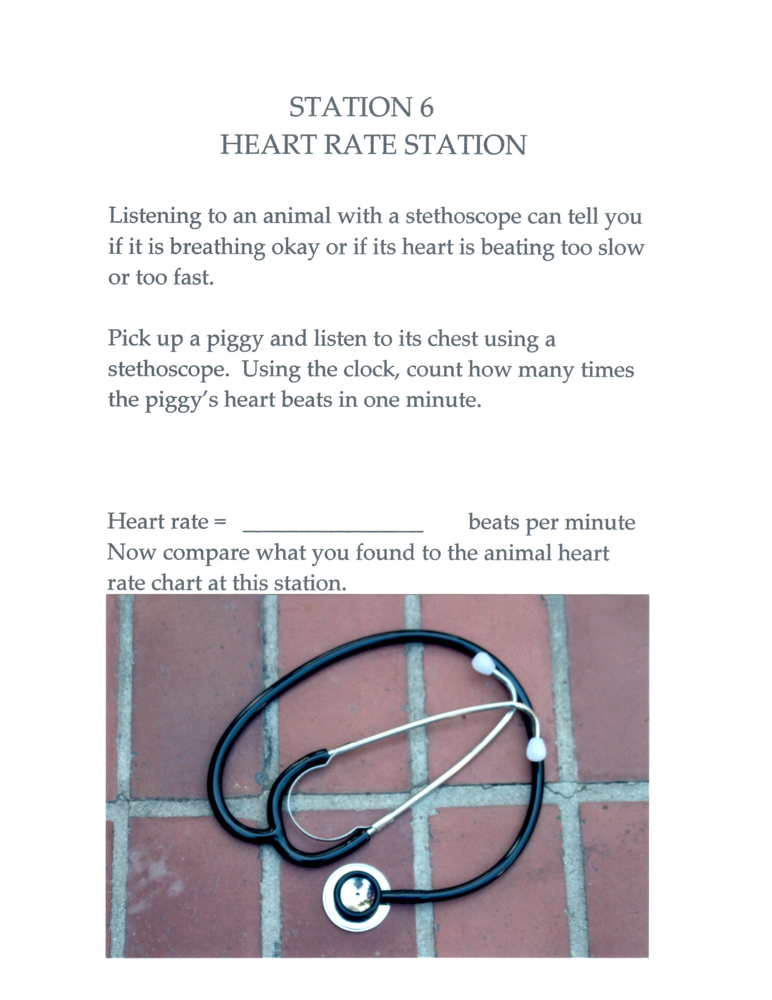 STATION 6
HEART RATE STATION
Listening to an animal with a stethoscope can tell you
if it is breathing okay or if its heart is beating too slow
or too fast.
Pick up a piggy and listen to its chest using a
stethoscope.  Using the clock, count how many times
the piggy's heart beats in one minute.
Heart rate = ________________ beats per minute
Now compare what you found to the animal heart
rate chart at this station.